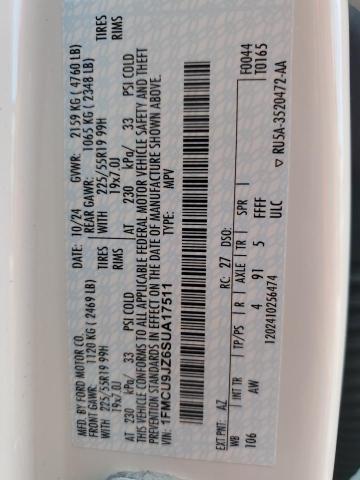 MFD. BY FORD MOTOR CO.
DATE: 10/24 GVWR: 2159 KG ( 4760 LB)
FRONT GAWR: 1120 KG ( 2469 LB) REAR GAWR: 1065 KG ( 2348 LB)
WITH 225/55R19 99H TIRES WITH 225/55R19 99H TIRES
19x7.0J RIMS 19x7.0J RIMS
AT 230 kPa/ 33 PSI COLD AT 230 kPa/ 33 PSI COLD
THIS VEHICLE CONFORMS TO ALL APPLICABLE FEDERAL MOTOR VEHICLE SAFETY AND THEFT
PREVENTION STANDARDS IN EFFECT ON THE DATE OF MANUFACTURE SHOWN ABOVE.
VIN: 1FMCU9JZ6SUA17511 TYPE: MPV
F0044
T0165
EXT PNT: AZ RC: 27 DSO:
WB INT TR TP/PS R AXLE TR SPR
106 AW 4 91 5 FFFF
1202410256474 ULC ▽ RU5A-3520472-AA